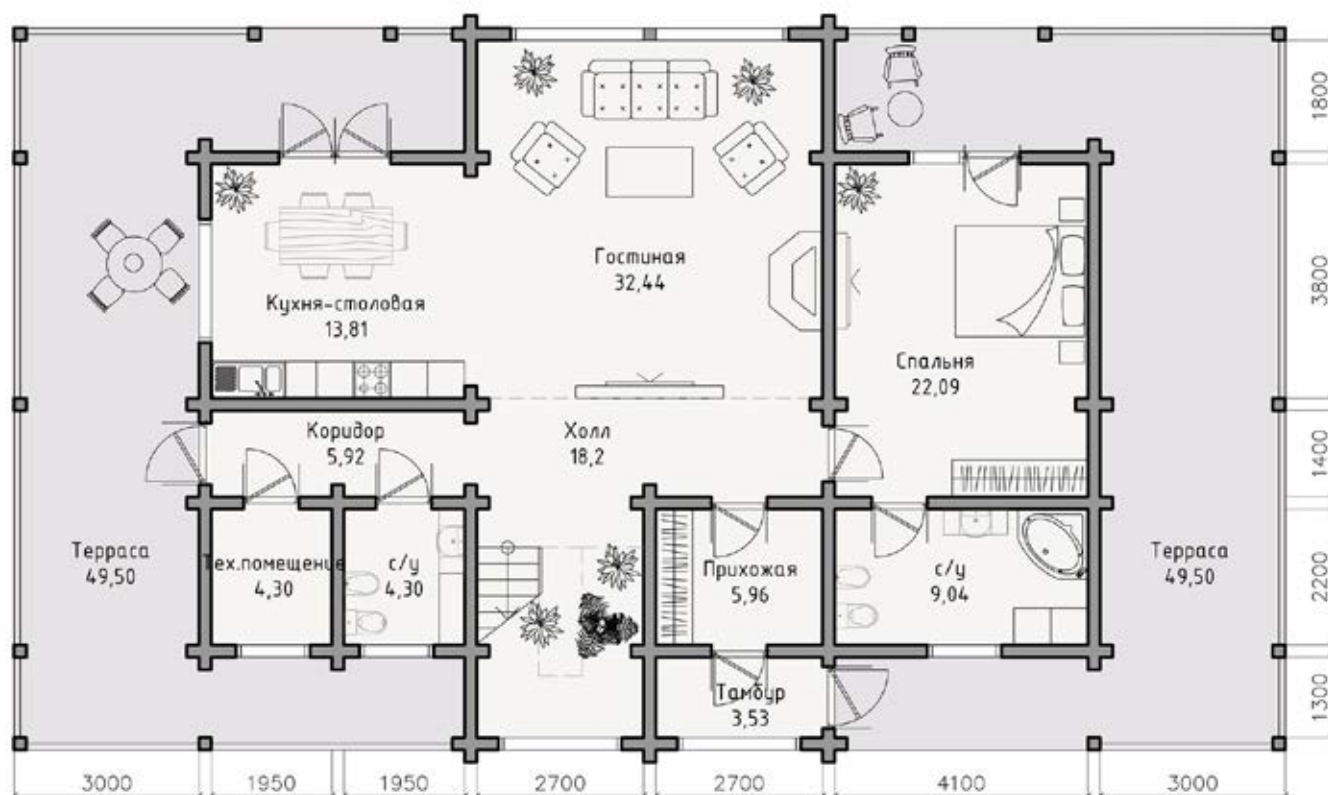 Гостиная
32,44
Кухня-столовая
13,81
Спальня
22,09
Коридор
5,92
Холл
18,2
Терраса
49,50
Тех.помещение
4,30
с/у
4,30
Прихожая
5,96
с/у
9,04
Терраса
49,50
Тамбур
3,53
1800
3800
1400
2200
1300
3000
1950
1950
2700
2700
4100
3000